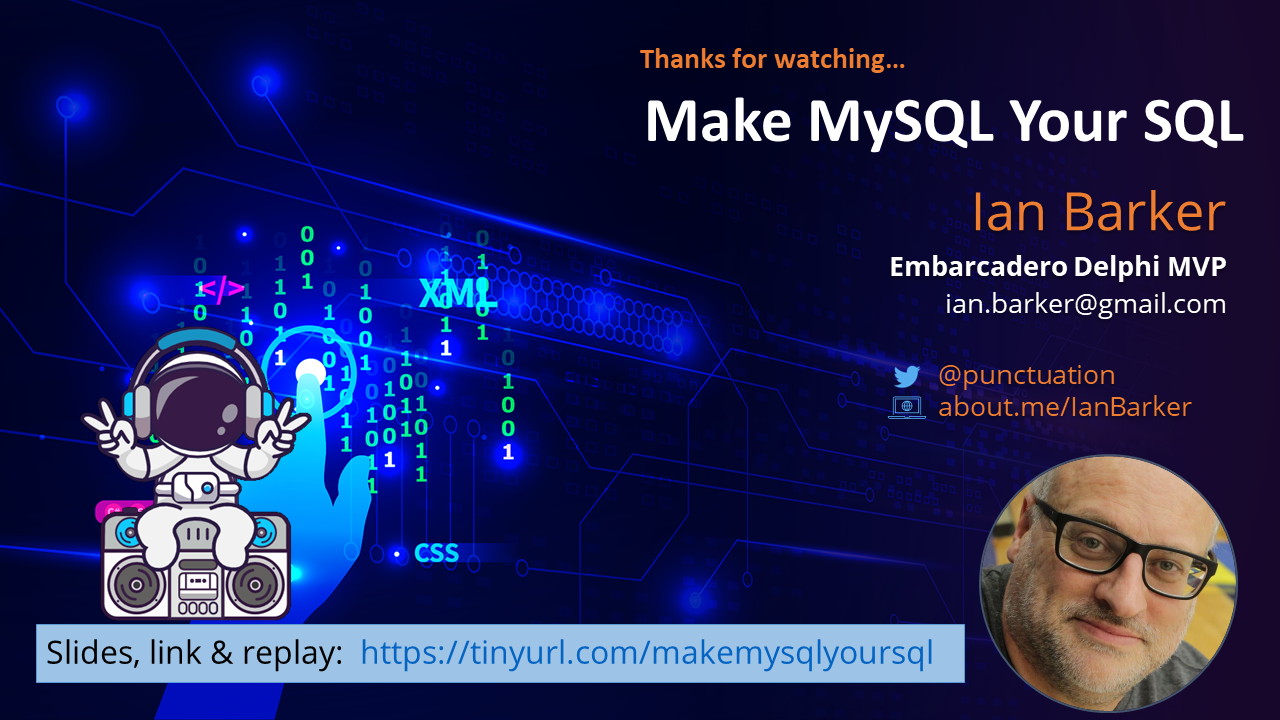 Thanks for watching...
Make MySQL Your SQL
Ian Barker
Embarcadero Delphi MVP
ian.barker@gmail.com
@punctuation
about.me/IanBarker
</>
XML
CSS
Slides, link & replay: https://tinyurl.com/makemysqlyoursql